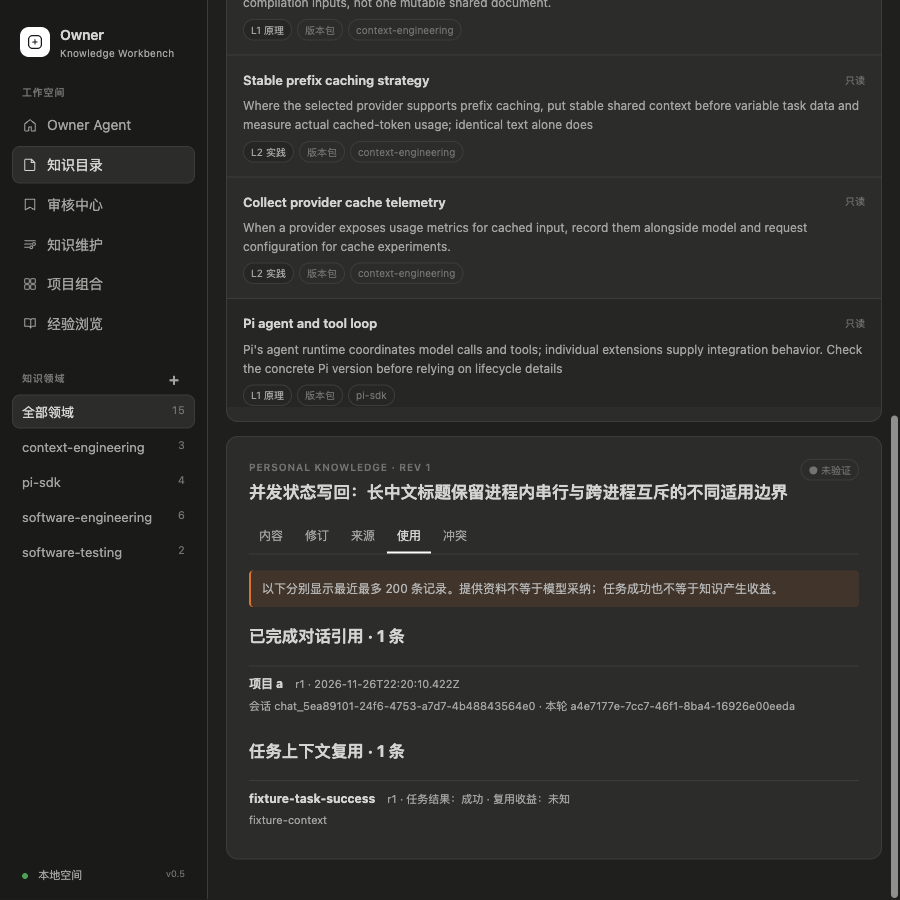 Owner
Knowledge Workbench
工作空间
Owner Agent
知识目录
审核中心
知识维护
项目组合
经验浏览
知识领域
+
全部领域 15
context-engineering 3
pi-sdk 4
software-engineering 6
software-testing 2
本地空间 v0.5
compilation inputs, not one mutable shared document.
L1 原理 版本包 context-engineering
Stable prefix caching strategy 只读
Where the selected provider supports prefix caching, put stable shared context before variable task data and
measure actual cached-token usage; identical text alone does
L2 实践 版本包 context-engineering
Collect provider cache telemetry 只读
When a provider exposes usage metrics for cached input, record them alongside model and request
configuration for cache experiments.
L2 实践 版本包 context-engineering
Pi agent and tool loop 只读
Pi's agent runtime coordinates model calls and tools; individual extensions supply integration behavior. Check
the concrete Pi version before relying on lifecycle details
L1 原理 版本包 pi-sdk
PERSONAL KNOWLEDGE · REV 1
未验证
并发状态写回：长中文标题保留进程内串行与跨进程互斥的不同适用边界
内容 修订 来源 使用 冲突
以下分别显示最近最多 200 条记录。提供资料不等于模型采纳；任务成功也不等于知识产生收益。
已完成对话引用 · 1 条
项目 a r1 · 2026-11-26T22:20:10.422Z
会话 chat_5ea89101-24f6-4753-a7d7-4b48843564e0 · 本轮 a4e7177e-7cc7-46f1-8ba4-16926e00eeda
任务上下文复用 · 1 条
fixture-task-success r1 · 任务结果：成功 · 复用收益：未知
fixture-context